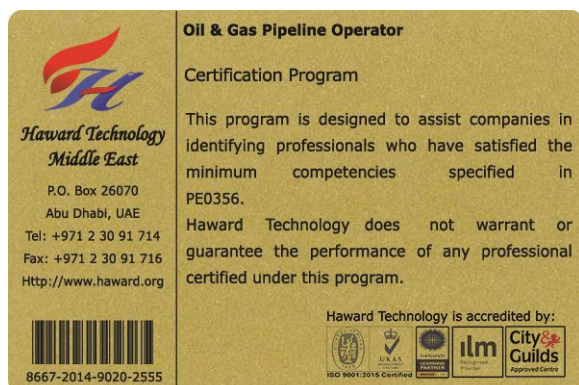 Haward Technology
Middle East
P.O. Box 26070
Abu Dhabi, UAE
Tel: +971 2 30 91 714
Fax: +971 2 30 91 716
Http://www.haward.org
8667-2014-9020-2555
Oil & Gas Pipeline Operator
Certification Program
This program is designed to assist companies in
identifying professionals who have satisfied the
minimum competencies specified in
PE0356.
Haward Technology does not warrant or
guarantee the performance of any professional
certified under this program.
Haward Technology is accredited by:
UKAS
ISO 9001:2015 Certified
ilm
Recognised
Provider
City&
Guilds
Approved Centre